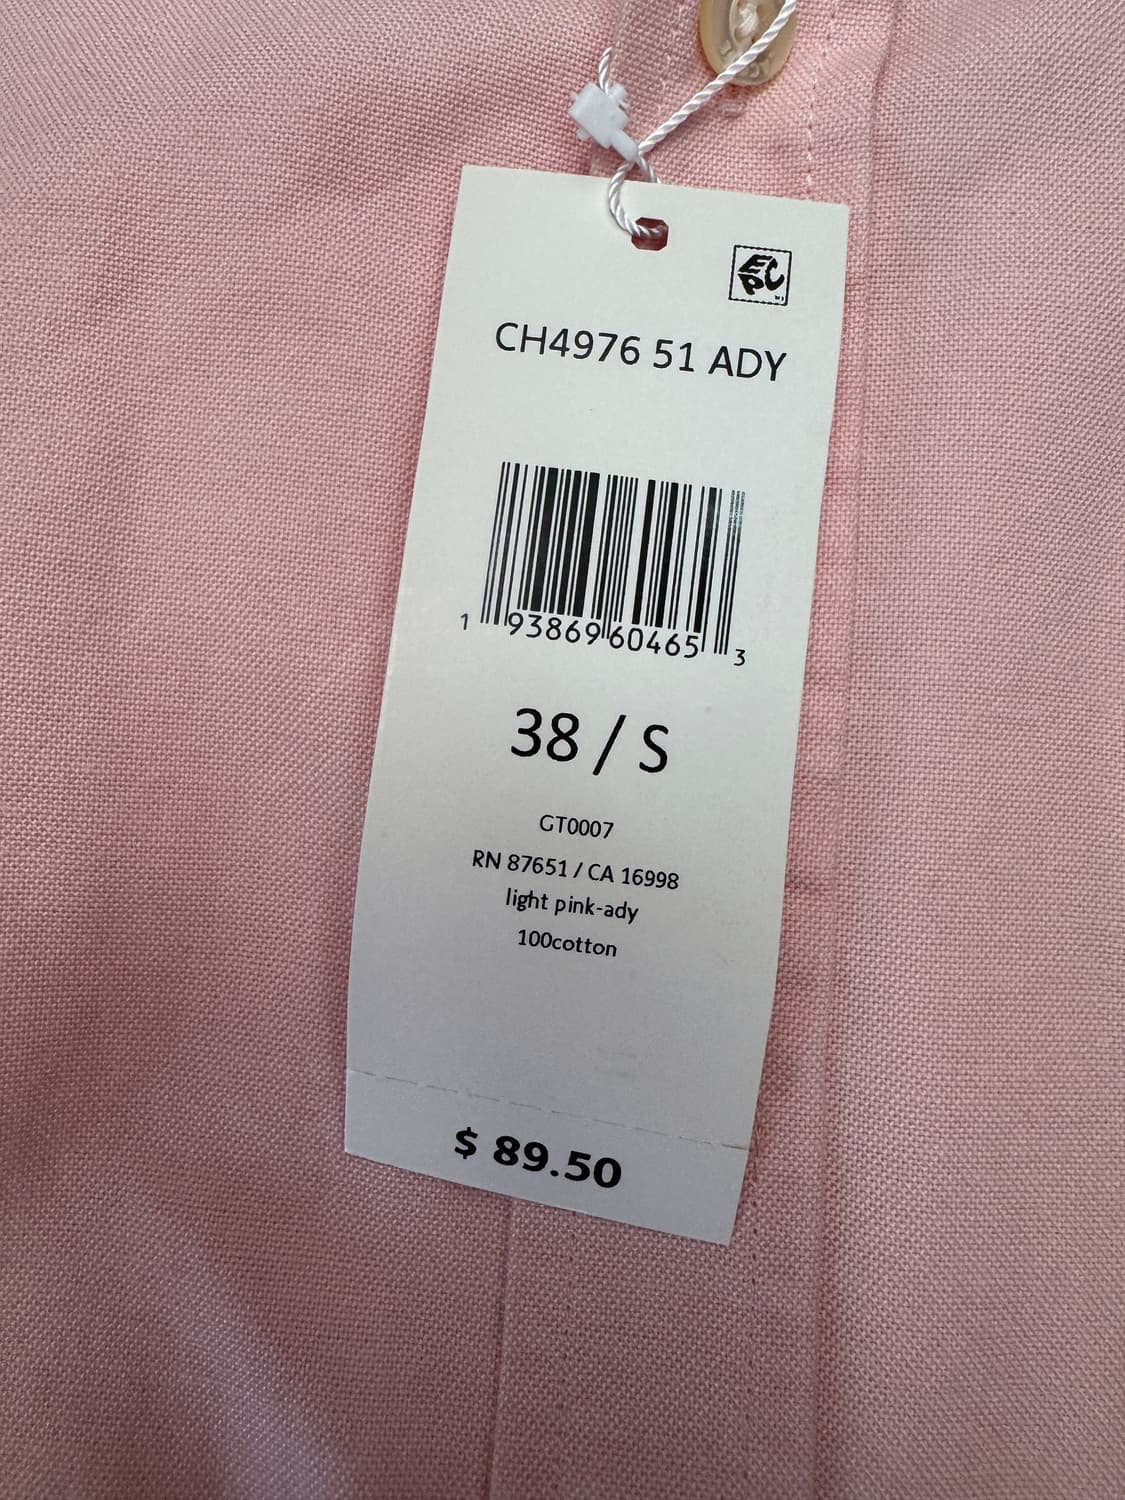 EPC
CH4976 51 ADY
1 93869 60465 3
38 / S
GT0007
RN 87651 / CA 16998
light pink-ady
100cotton
$ 89.50